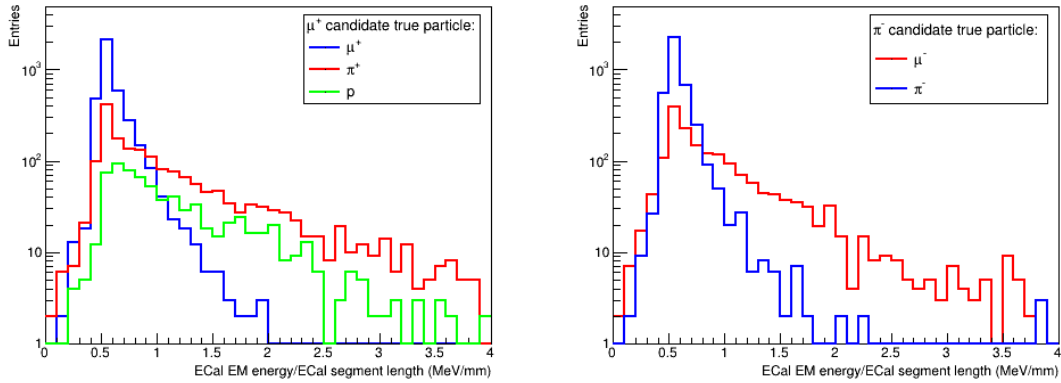 Entries
10³
10²
10
1
0
0.5
1
1.5
2
2.5
3
3.5
4
ECal EM energy/ECal segment length (MeV/mm)
μ⁺ candidate true particle:
μ⁺
π⁺
p
Entries
10³
10²
10
1
0
0.5
1
1.5
2
2.5
3
3.5
4
ECal EM energy/ECal segment length (MeV/mm)
π⁻ candidate true particle:
μ⁻
π⁻